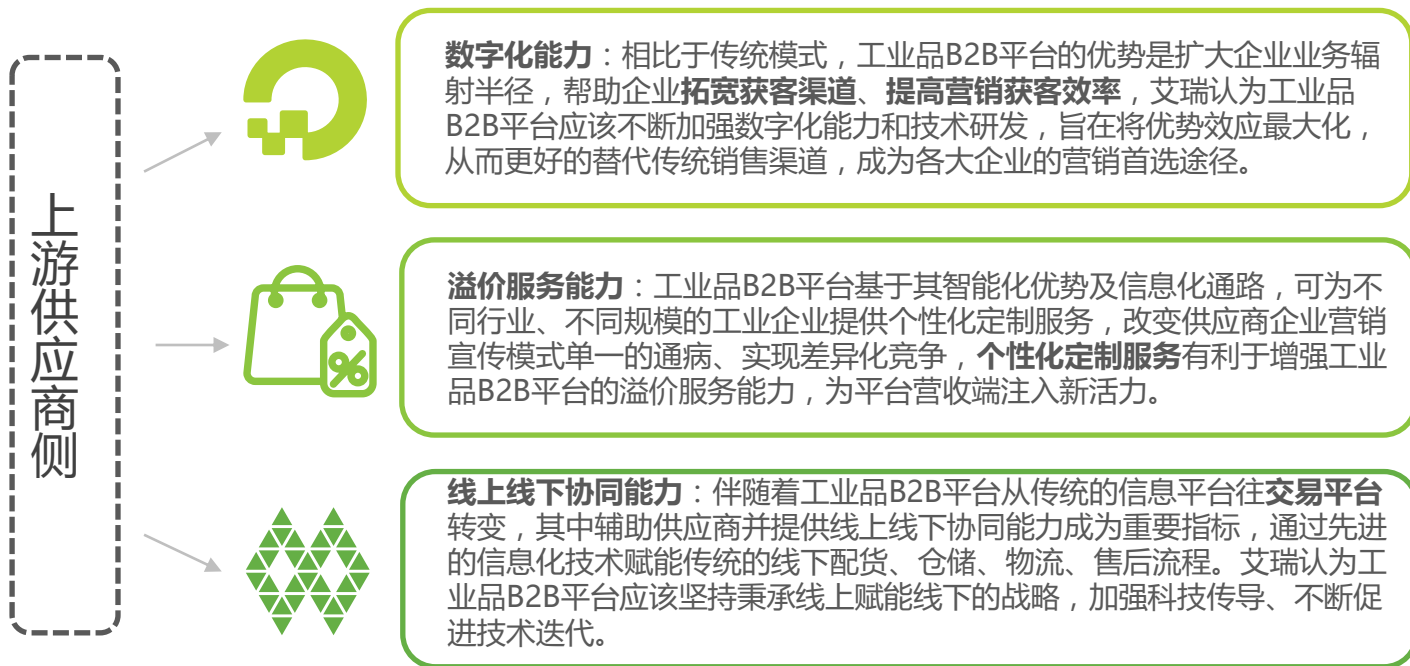 上游供应商侧
数字化能力：相比于传统模式，工业品B2B平台的优势是扩大企业业务辐
射半径，帮助企业拓宽获客渠道、提高营销获客效率，艾瑞认为工业品
B2B平台应该不断加强数字化能力和技术研发，旨在将优势效应最大化，
从而更好的替代传统销售渠道，成为各大企业的营销首选途径。
溢价服务能力：工业品B2B平台基于其智能化优势及信息化通路，可为不
同行业、不同规模的工业企业提供个性化定制服务，改变供应商企业营销
宣传模式单一的通病、实现差异化竞争，个性化定制服务有利于增强工业
品B2B平台的溢价服务能力，为平台营收端注入新活力。
%
线上线下协同能力：伴随着工业品B2B平台从传统的信息平台往交易平台
转变，其中辅助供应商并提供线上线下协同能力成为重要指标，通过先进
的信息化技术赋能传统的线下配货、仓储、物流、售后流程。艾瑞认为工
业品B2B平台应该坚持秉承线上赋能线下的战略，加强科技传导、不断促
进技术迭代。